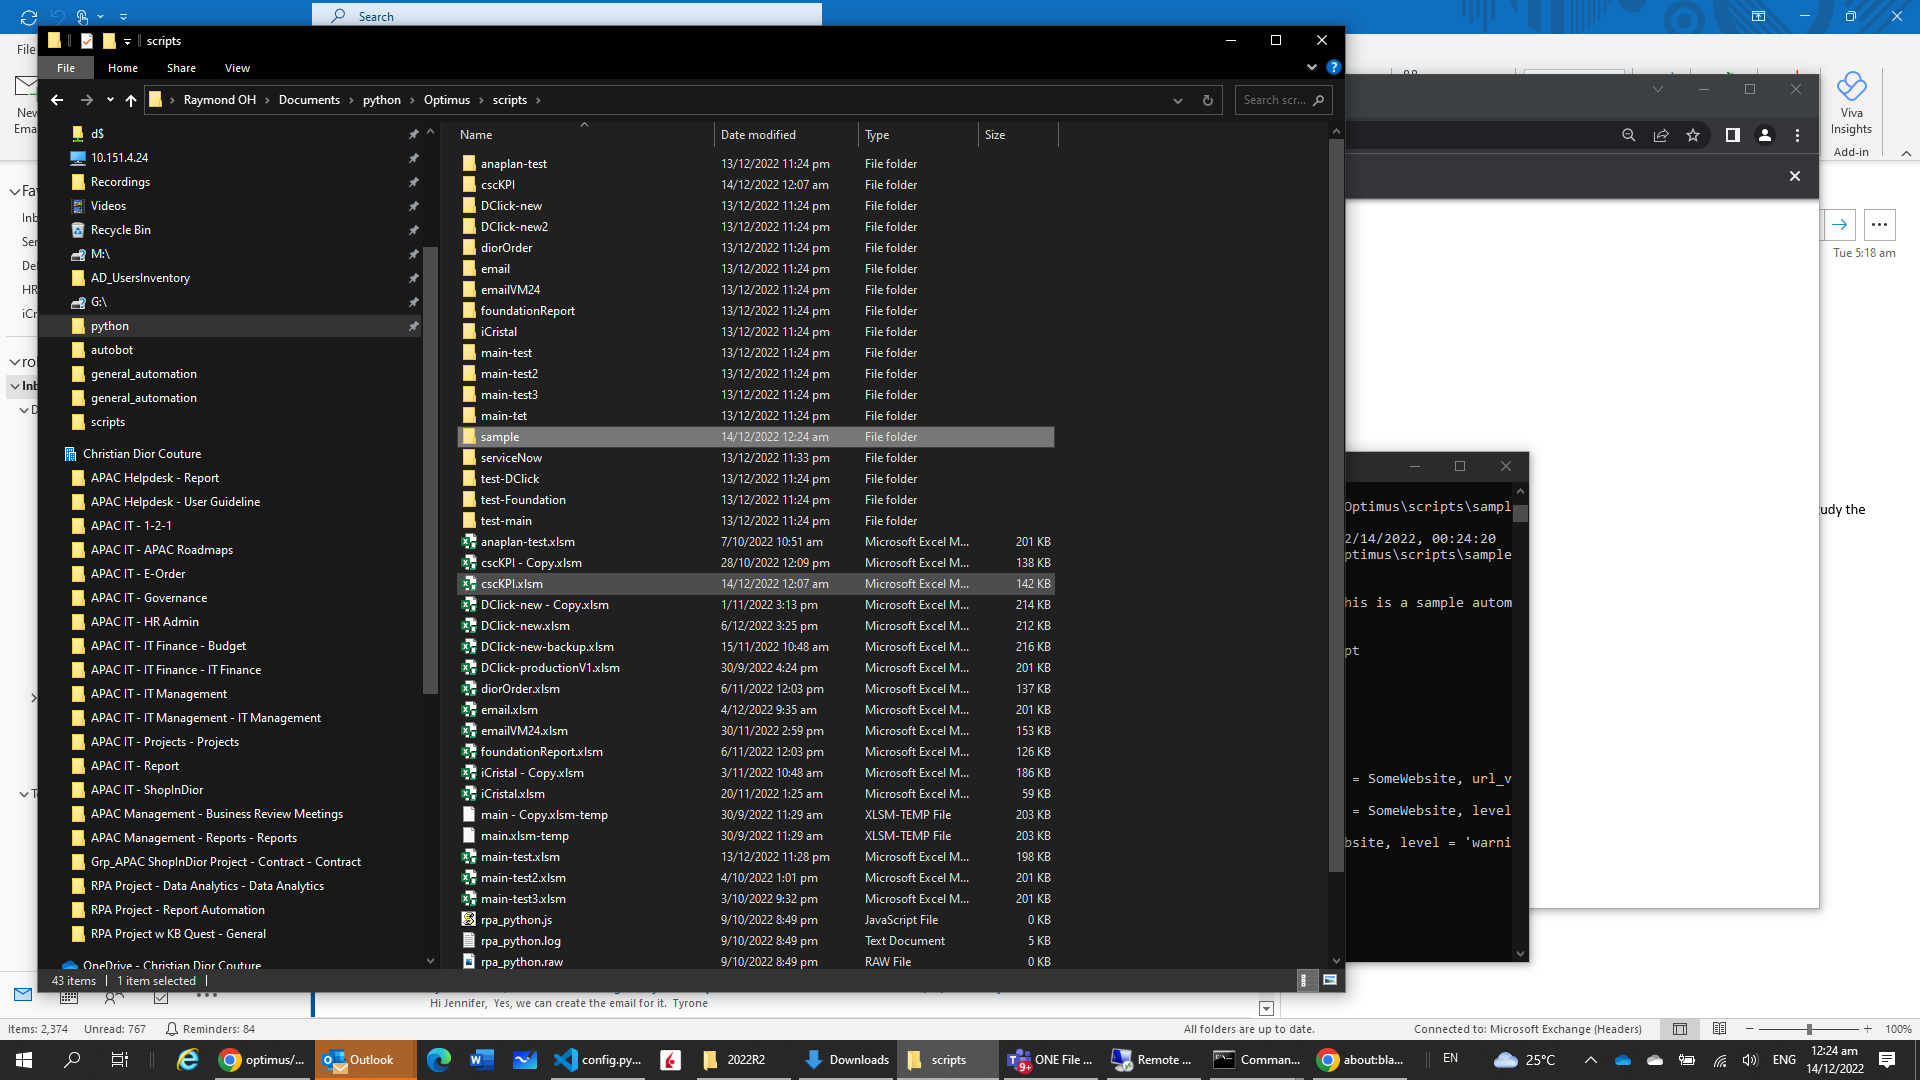 Search
scripts
File
Home
Share
View
Raymond OH
Documents
python
Optimus
scripts
Search scr...
d$
10.151.4.24
Recordings
Videos
Recycle Bin
M:\
AD_UsersInventory
G:\
python
autobot
general_automation
general_automation
scripts
Christian Dior Couture
APAC Helpdesk - Report
APAC Helpdesk - User Guideline
APAC IT - 1-2-1
APAC IT - APAC Roadmaps
APAC IT - E-Order
APAC IT - Governance
APAC IT - HR Admin
APAC IT - IT Finance - Budget
APAC IT - IT Finance - IT Finance
APAC IT - IT Management
APAC IT - IT Management - IT Management
APAC IT - Projects - Projects
APAC IT - Report
APAC IT - ShopInDior
APAC Management - Business Review Meetings
APAC Management - Reports - Reports
Grp_APAC ShopInDior Project - Contract - Contract
RPA Project - Data Analytics - Data Analytics
RPA Project - Report Automation
RPA Project w KB Quest - General
OneDrive - Christian Dior Couture
Name Date modified Type Size
anaplan-test 13/12/2022 11:24 pm File folder
cscKPI 14/12/2022 12:07 am File folder
DClick-new 13/12/2022 11:24 pm File folder
DClick-new2 13/12/2022 11:24 pm File folder
diorOrder 13/12/2022 11:24 pm File folder
email 13/12/2022 11:24 pm File folder
emailVM24 13/12/2022 11:24 pm File folder
foundationReport 13/12/2022 11:24 pm File folder
iCristal 13/12/2022 11:24 pm File folder
main-test 13/12/2022 11:24 pm File folder
main-test2 13/12/2022 11:24 pm File folder
main-test3 13/12/2022 11:24 pm File folder
main-tet 13/12/2022 11:24 pm File folder
sample 14/12/2022 12:24 am File folder
serviceNow 13/12/2022 11:33 pm File folder
test-DClick 13/12/2022 11:24 pm File folder
test-Foundation 13/12/2022 11:24 pm File folder
test-main 13/12/2022 11:24 pm File folder
anaplan-test.xlsm 7/10/2022 10:51 am Microsoft Excel M... 201 KB
cscKPI - Copy.xlsm 28/10/2022 12:09 pm Microsoft Excel M... 138 KB
cscKPI.xlsm 14/12/2022 12:07 am Microsoft Excel M... 142 KB
DClick-new - Copy.xlsm 1/11/2022 3:13 pm Microsoft Excel M... 214 KB
DClick-new.xlsm 6/12/2022 3:25 pm Microsoft Excel M... 212 KB
DClick-new-backup.xlsm 15/11/2022 10:48 am Microsoft Excel M... 216 KB
DClick-productionV1.xlsm 30/9/2022 4:24 pm Microsoft Excel M... 201 KB
diorOrder.xlsm 6/11/2022 12:03 pm Microsoft Excel M... 137 KB
email.xlsm 4/12/2022 9:35 am Microsoft Excel M... 201 KB
emailVM24.xlsm 30/11/2022 2:59 pm Microsoft Excel M... 153 KB
foundationReport.xlsm 6/11/2022 12:03 pm Microsoft Excel M... 126 KB
iCristal - Copy.xlsm 3/11/2022 10:48 am Microsoft Excel M... 186 KB
iCristal.xlsm 20/11/2022 1:25 am Microsoft Excel M... 59 KB
main - Copy.xlsm-temp 30/9/2022 11:29 am XLSM-TEMP File 203 KB
main.xlsm-temp 30/9/2022 11:29 am XLSM-TEMP File 203 KB
main-test.xlsm 13/12/2022 11:28 pm Microsoft Excel M... 198 KB
main-test2.xlsm 4/10/2022 1:01 pm Microsoft Excel M... 201 KB
main-test3.xlsm 3/10/2022 9:32 pm Microsoft Excel M... 201 KB
rpa_python.js 9/10/2022 8:49 pm JavaScript File 0 KB
rpa_python.log 9/10/2022 8:49 pm Text Document 5 KB
rpa_python.raw 9/10/2022 8:49 pm RAW File 0 KB
43 items
1 item selected
File
New
Ema
Fa
Inb
Ser
Del
HR
iCr
rol
Inb
D
Viva
Insights
Add-in
Tue 5:18 am
udy the
Optimus\scripts\sampl
2/14/2022, 00:24:20
ptimus\scripts\sample
his is a sample autom
pt
= SomeWebsite, url_v
= SomeWebsite, level
bsite, level = 'warni
Hi Jennifer, Yes, we can create the email for it. Tyrone
Items: 2,374
Unread: 767
Reminders: 84
All folders are up to date.
Connected to: Microsoft Exchange (Headers)
100%
optimus/...
Outlook
config.py...
2022R2
Downloads
scripts
9+
ONE File ...
Remote ...
Comman...
about:bla...
EN
25°C
ENG
12:24 am
14/12/2022